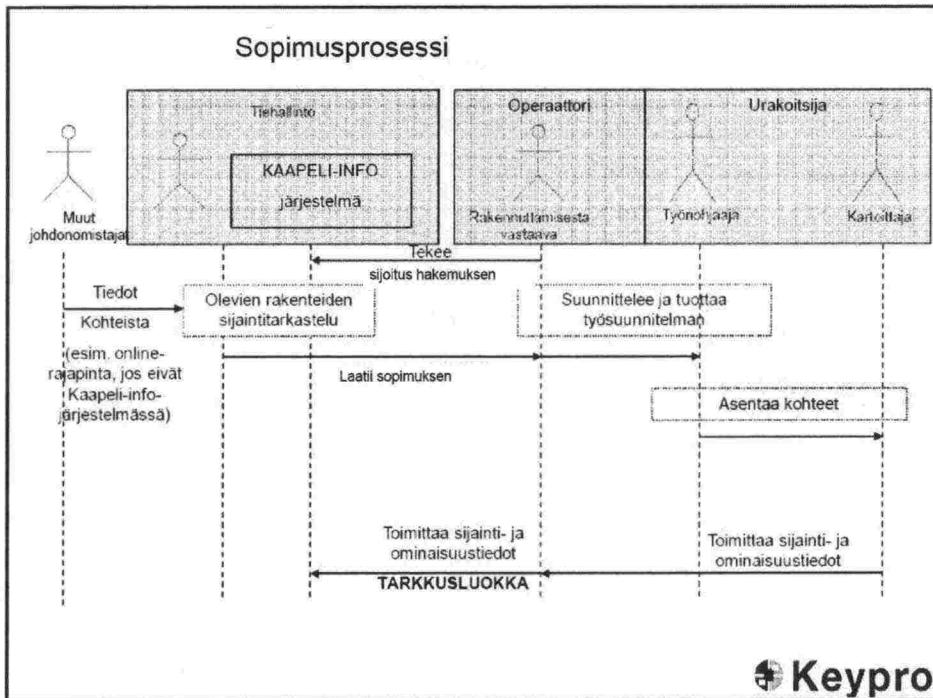 Sopimusprosessi
Tiehallinto
Operaattori
Urakoitsija
KAAPELI-INFO
järjestelmä
Muut
johdonomistajat
Rakennuttamisesta
vastaava
Työnohjaaja
Kartoittaja
Tekee
sijoitus hakemuksen
Tiedot
Kohteista
(esim. online-
rajapinta, jos eivät
Kaapeli-info-
järjestelmässä)
Olevien rakenteiden
sijaintitarkastelu
Suunnittelee ja tuottaa
työsuunnitelman
Laatii sopimuksen
Asentaa kohteet
Toimittaa sijainti- ja
ominaisuustiedot
TARKKUSLUOKKA
Toimittaa sijainti- ja
ominaisuustiedot
Keypro